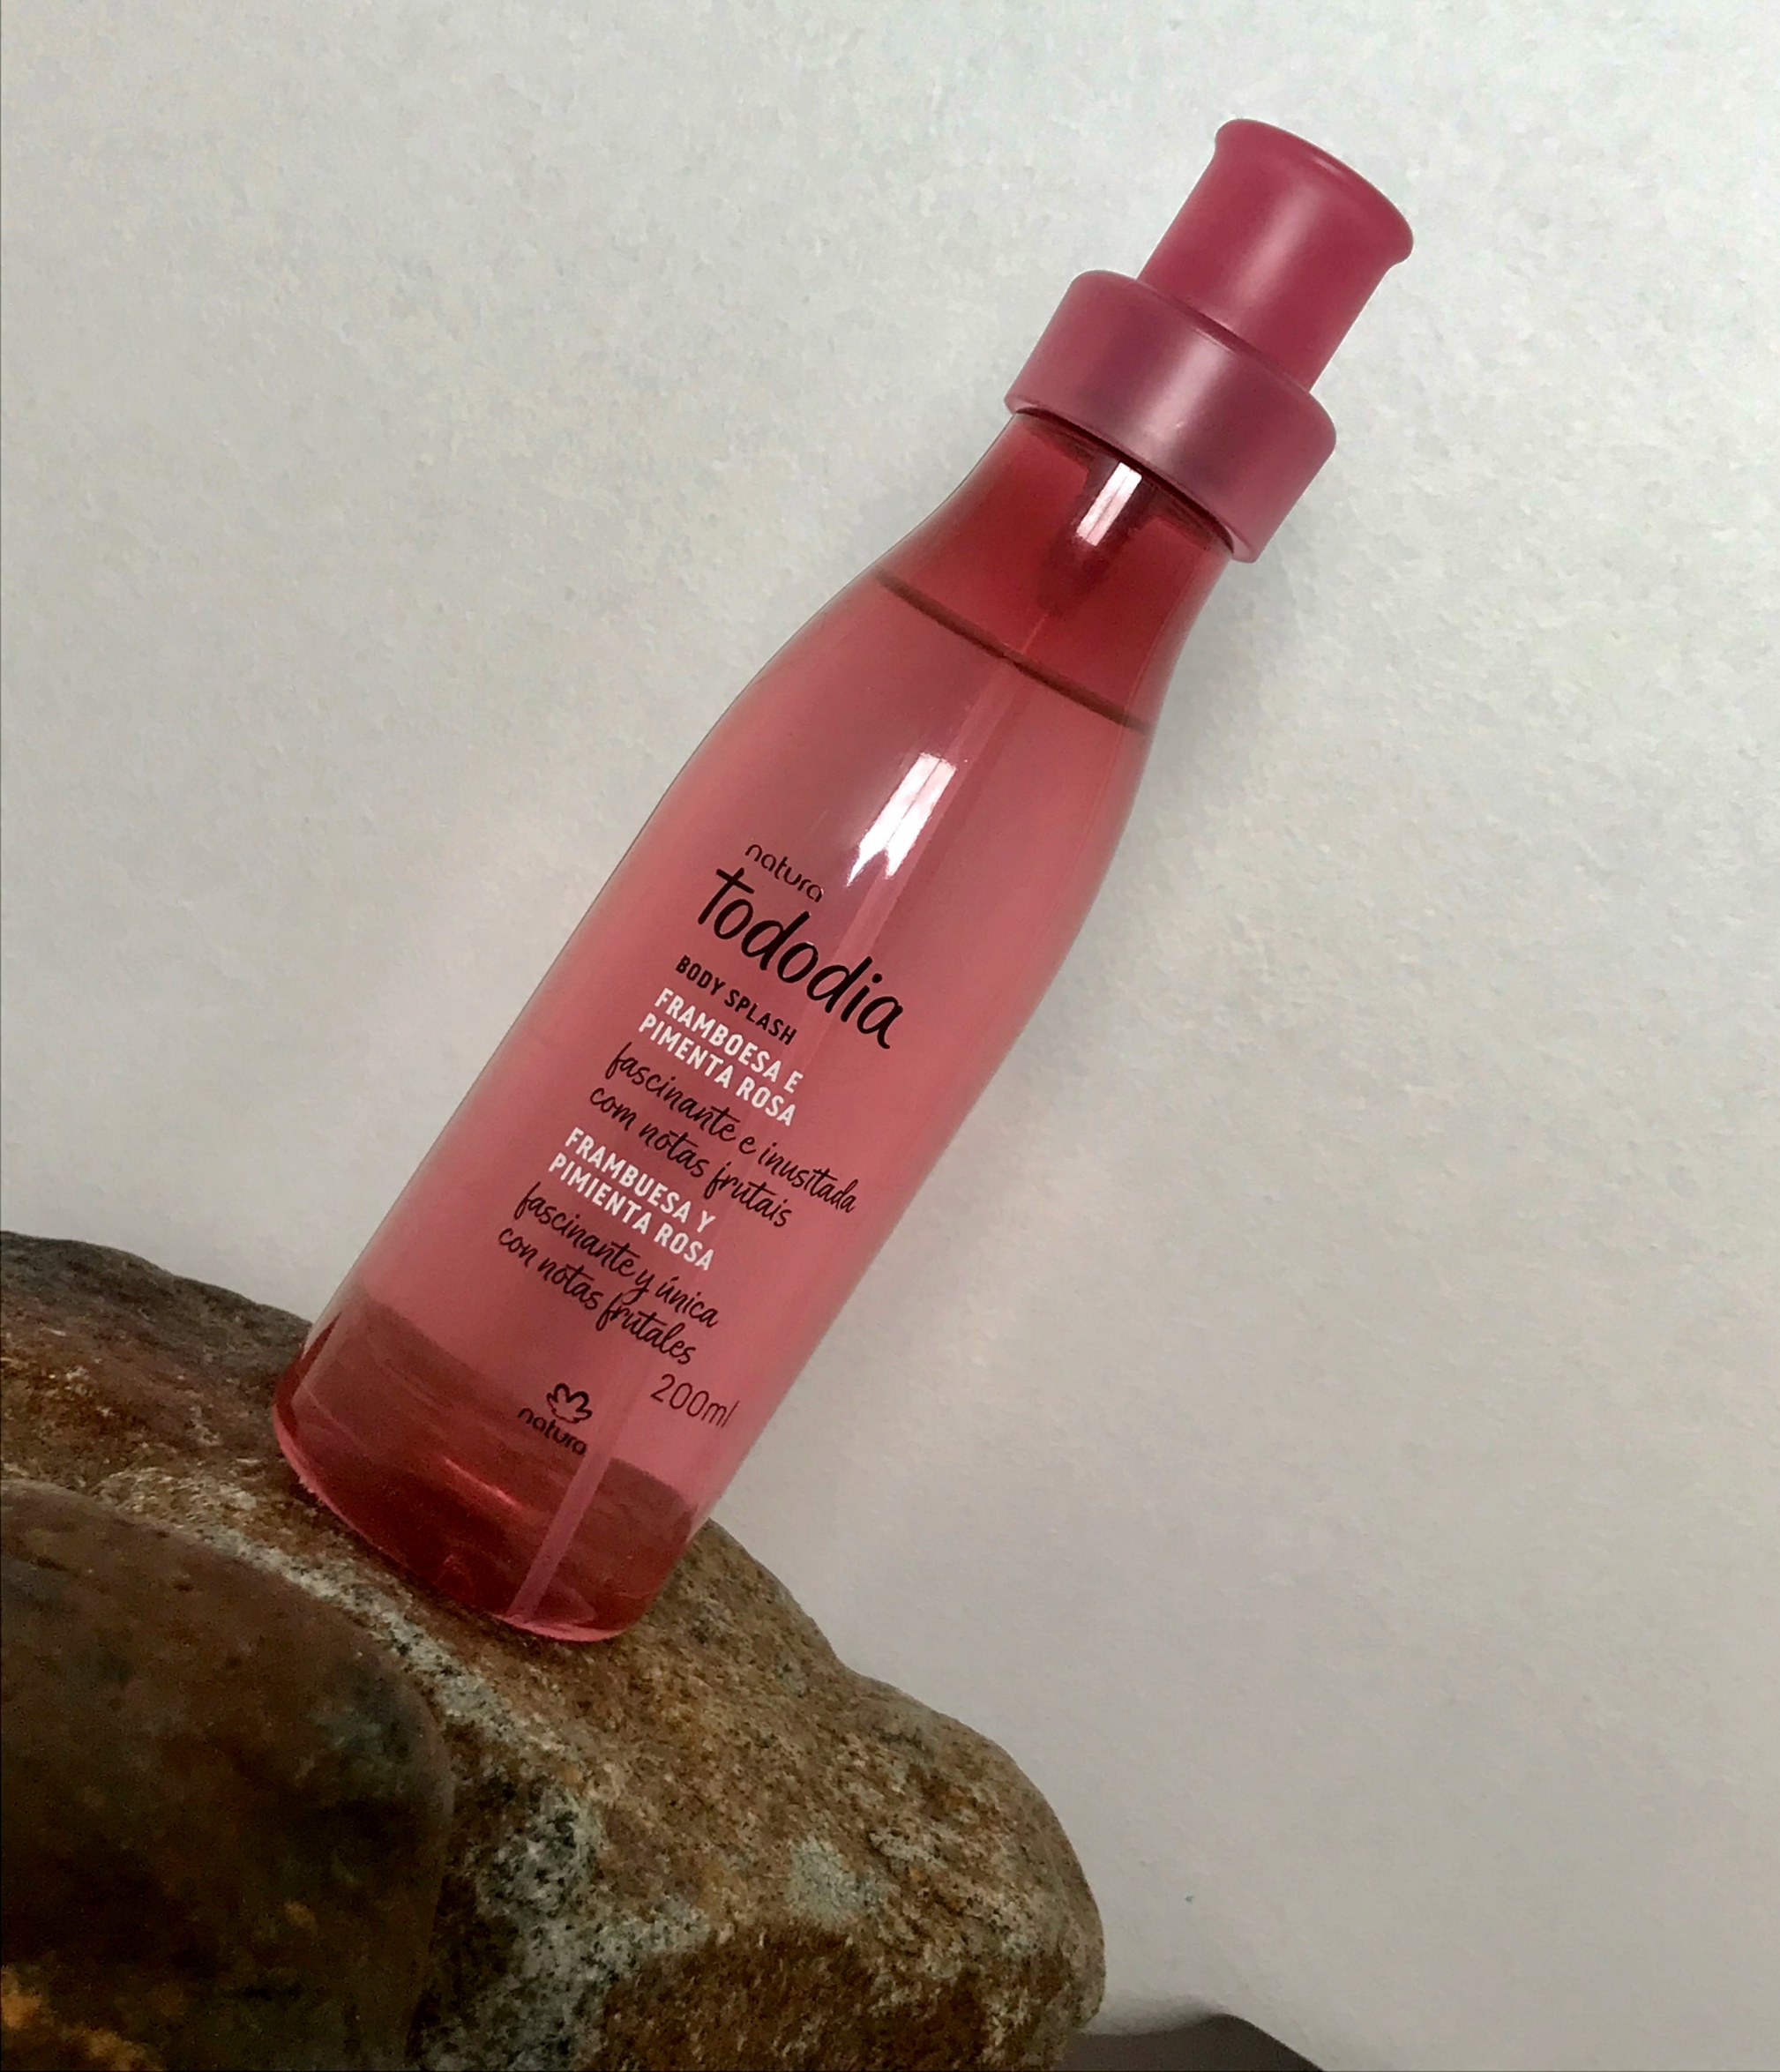 natura
tododia
BODY SPLASH
FRAMBOESA E
PIMENTA ROSA
fascinante e inusitada
com notas frutais
FRAMBUESA Y
PIMIENTA ROSA
fascinante y única
con notas frutales
200ml
natura